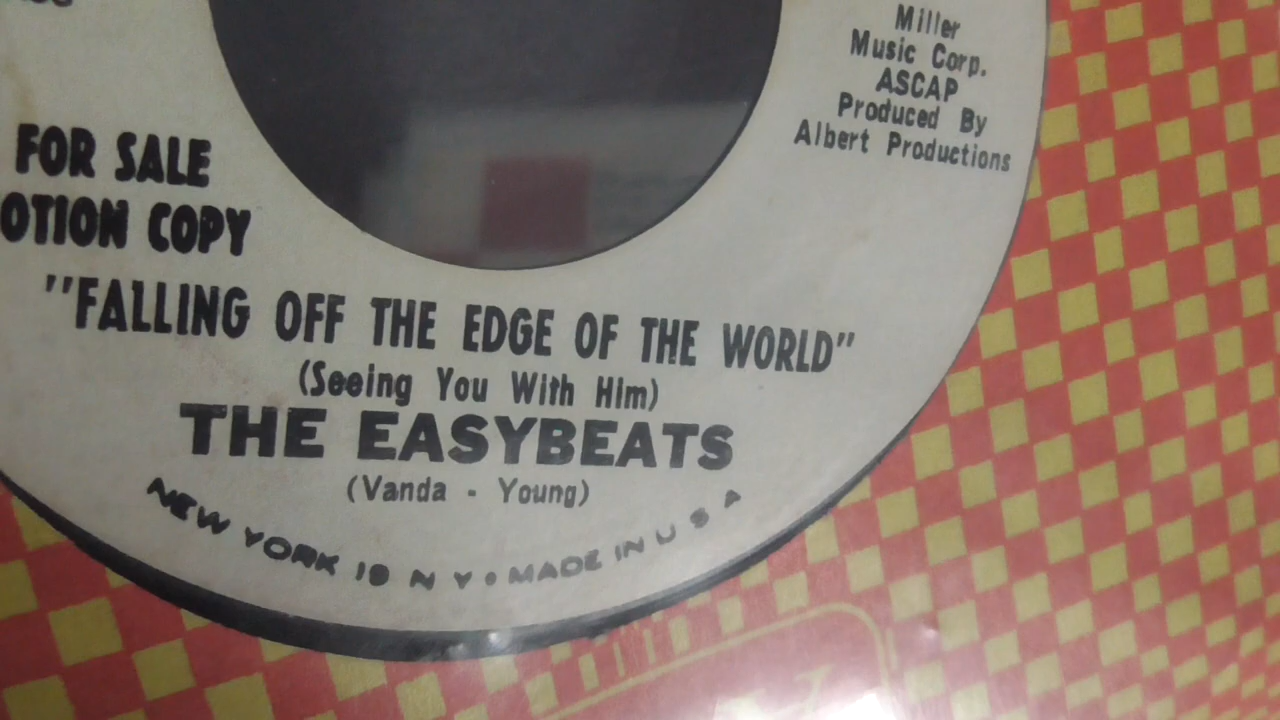 Miller
Music Corp.
ASCAP
Produced By
Albert Productions
FOR SALE
OTION COPY
"FALLING OFF THE EDGE OF THE WORLD"
(Seeing You With Him)
THE EASYBEATS
(Vanda - Young)
NEW YORK 19 N Y • MADE IN U S A